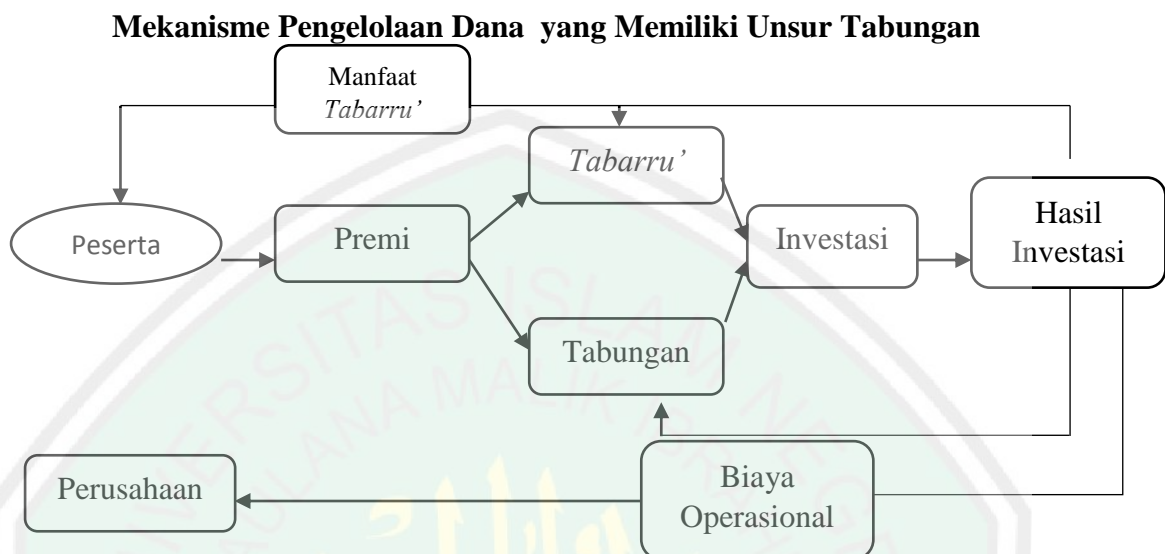 Mekanisme Pengelolaan Dana yang Memiliki Unsur Tabungan
Manfaat
Tabarru’
Tabarru’
Peserta
Premi
Investasi
Hasil
Investasi
Tabungan
Perusahaan
Biaya
Operasional